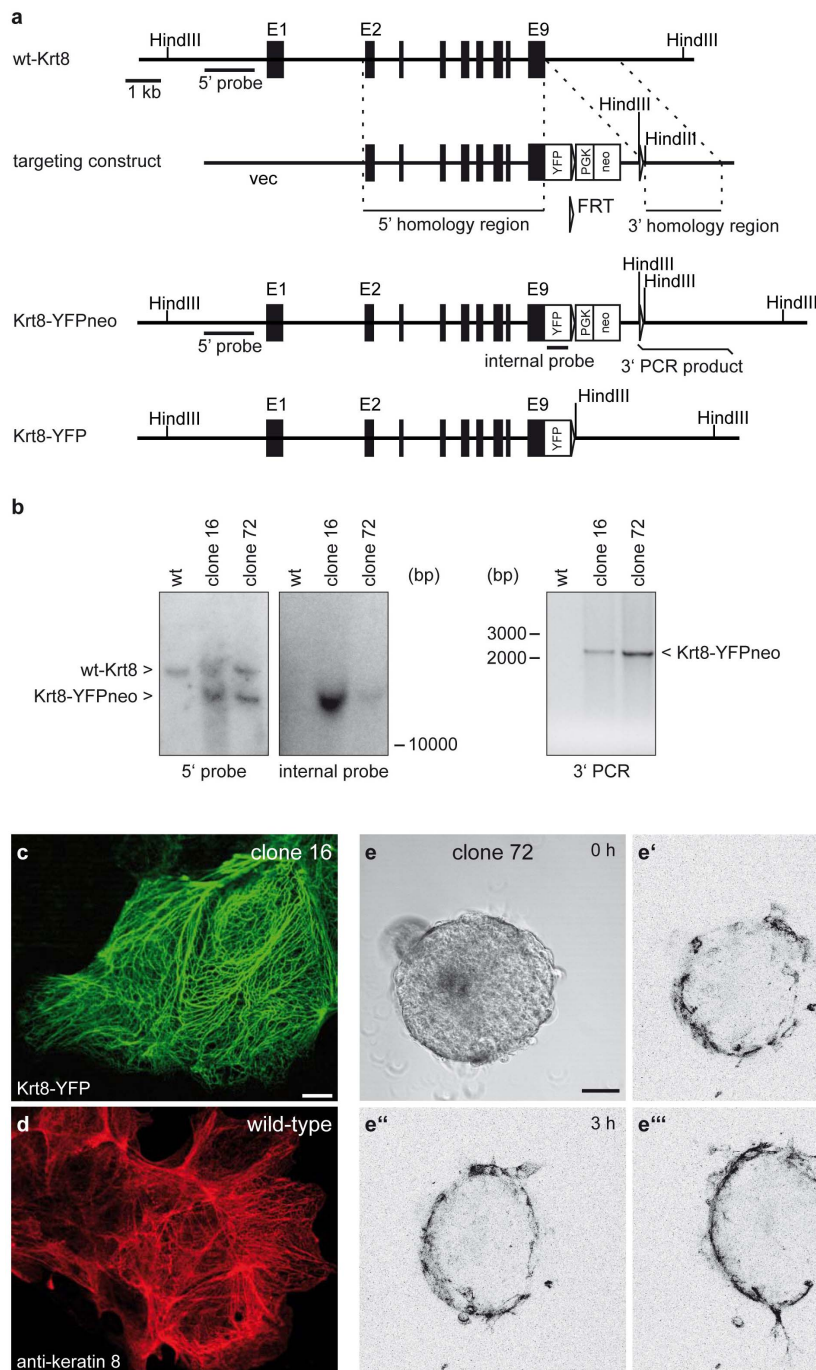 a
E1 E2 E9
HindIII HindIII
wt-Krt8
5‘ probe
1 kb
HindIII
HindIII
targeting construct
YFP PGK neo
vec
FRT
5‘ homology region 3‘ homology region
HindIII
E1 E2 E9 HindIII
HindIII HindIII
Krt8-YFPneo
YFP PGK neo
5‘ probe
internal probe 3‘ PCR product
E1 E2 E9 HindIII
HindIII HindIII
Krt8-YFP
YFP
b
wt clone 16 clone 72 wt clone 16 clone 72 (bp) (bp) wt clone 16 clone 72
3000
wt-Krt8 > 2000 < Krt8-YFPneo
Krt8-YFPneo >
10000
5‘ probe internal probe 3‘ PCR
c clone 16
Krt8-YFP
e clone 72 0 h
e‘
d wild-type
anti-keratin 8
e“ 3 h
e“‘